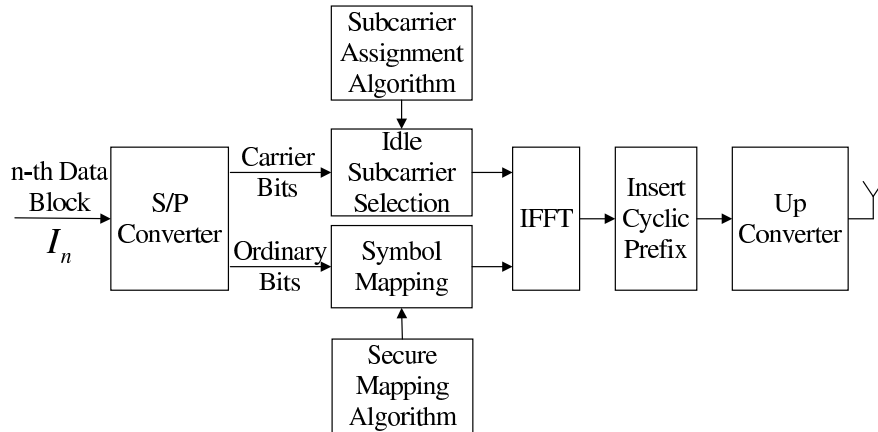 Subcarrier
Assignment
Algorithm
n-th Data
Block
I_n
S/P
Converter
Carrier
Bits
Idle
Subcarrier
Selection
Ordinary
Bits
Symbol
Mapping
Secure
Mapping
Algorithm
IFFT
Insert
Cyclic
Prefix
Up
Converter